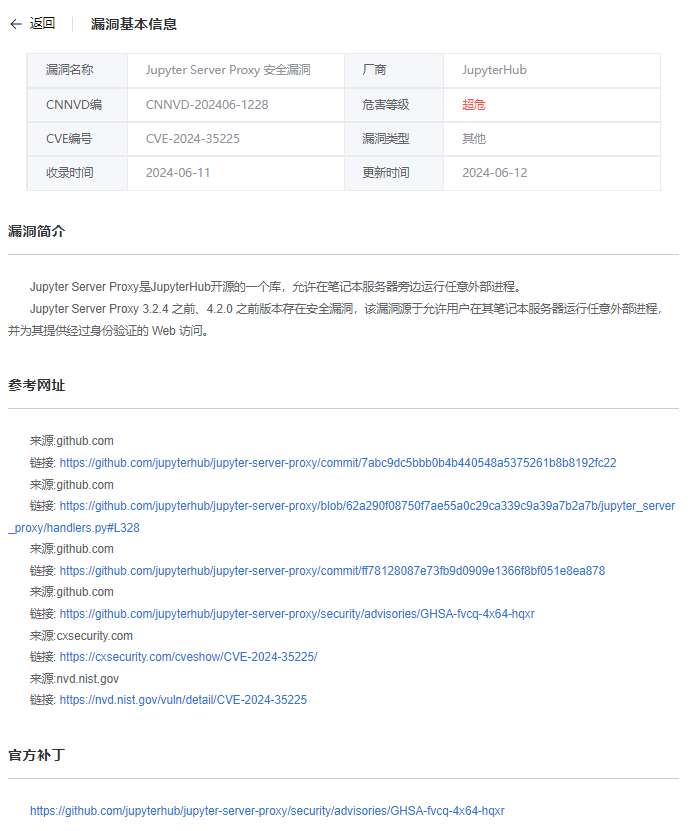 ← 返回 漏洞基本信息
漏洞名称 Jupyter Server Proxy 安全漏洞 厂商 JupyterHub
CNNVD编 CNNVD-202406-1228 危害等级 超危
CVE编号 CVE-2024-35225 漏洞类型 其他
收录时间 2024-06-11 更新时间 2024-06-12
漏洞简介
Jupyter Server Proxy是JupyterHub开源的一个库，允许在笔记本服务器旁边运行任意外部进程。
Jupyter Server Proxy 3.2.4 之前、4.2.0 之前版本存在安全漏洞，该漏洞源于允许用户在其笔记本服务器运行任意外部进程，
并为其提供经过身份验证的 Web 访问。
参考网址
来源:github.com
链接: https://github.com/jupyterhub/jupyter-server-proxy/commit/7abc9dc5bbb0b4b440548a5375261b8b8192fc22
来源:github.com
链接: https://github.com/jupyterhub/jupyter-server-proxy/blob/62a290f08750f7ae55a0c29ca339c9a39a7b2a7b/jupyter_server
_proxy/handlers.py#L328
来源:github.com
链接: https://github.com/jupyterhub/jupyter-server-proxy/commit/ff78128087e73fb9d0909e1366f8bf051e8ea878
来源:github.com
链接: https://github.com/jupyterhub/jupyter-server-proxy/security/advisories/GHSA-fvcq-4x64-hqxr
来源:cxsecurity.com
链接: https://cxsecurity.com/cveshow/CVE-2024-35225/
来源:nvd.nist.gov
链接: https://nvd.nist.gov/vuln/detail/CVE-2024-35225
官方补丁
https://github.com/jupyterhub/jupyter-server-proxy/security/advisories/GHSA-fvcq-4x64-hqxr